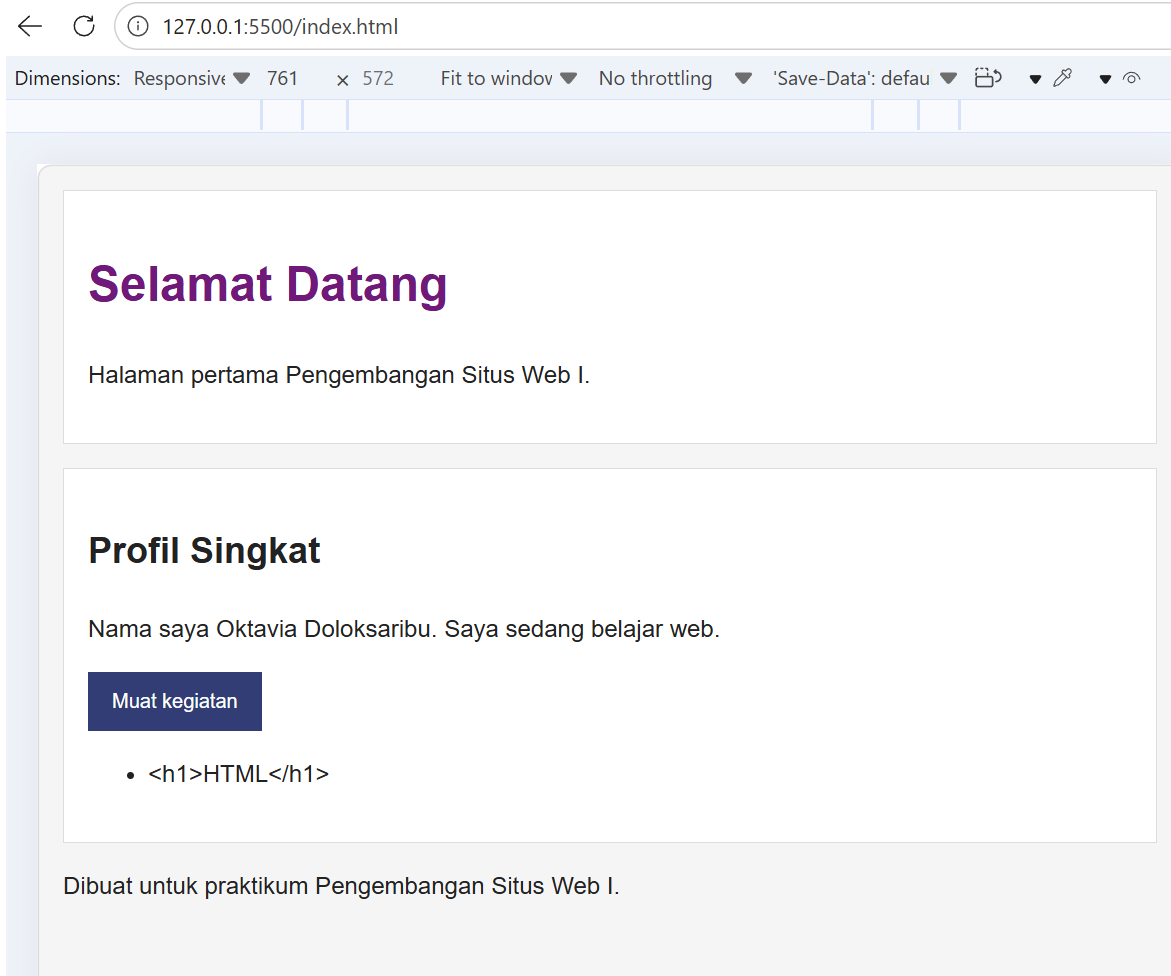 127.0.0.1:5500/index.html
Dimensions: Responsive 761 × 572 Fit to window No throttling 'Save-Data': defau
Selamat Datang
Halaman pertama Pengembangan Situs Web I.
Profil Singkat
Nama saya Oktavia Doloksaribu. Saya sedang belajar web.
Muat kegiatan
• <h1>HTML</h1>
Dibuat untuk praktikum Pengembangan Situs Web I.